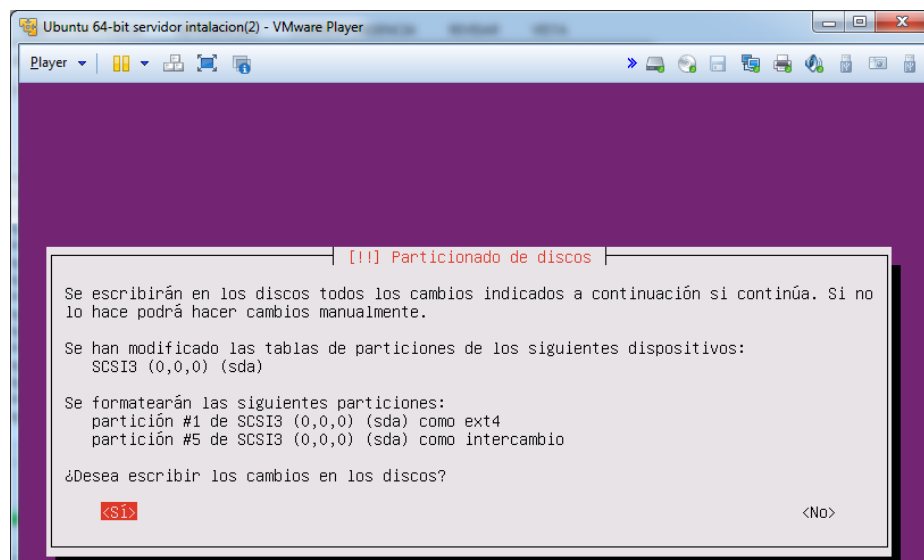 Ubuntu 64-bit servidor intalacion(2) - VMware Player
Player
[!!] Particionado de discos
Se escribirán en los discos todos los cambios indicados a continuación si continúa. Si no
lo hace podrá hacer cambios manualmente.
Se han modificado las tablas de particiones de los siguientes dispositivos:
SCSI3 (0,0,0) (sda)
Se formatearán las siguientes particiones:
partición #1 de SCSI3 (0,0,0) (sda) como ext4
partición #5 de SCSI3 (0,0,0) (sda) como intercambio
¿Desea escribir los cambios en los discos?
<Sí> <No>